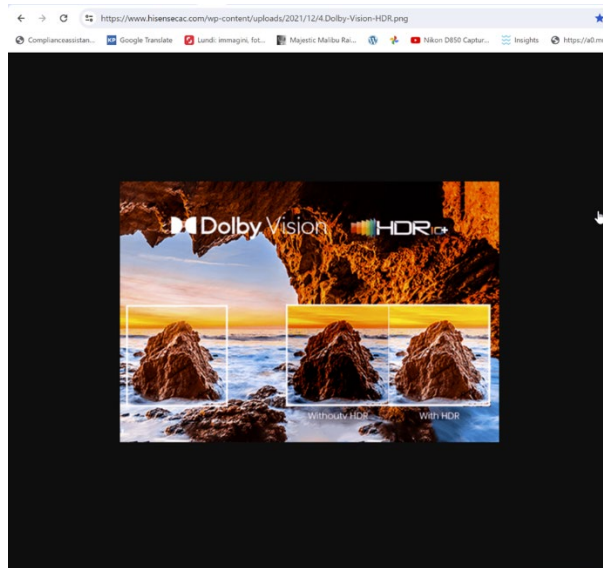 https://www.hisensecac.com/wp-content/uploads/2021/12/4.Dolby-Vision-HDR.png
Complianceassistan... Google Translate Lundi: immagini, fot... Majestic Malibu Rai... Nikon D850 Captur... Insights https://a0.m
Dolby Vision HDR10+
Withoutv HDR With HDR